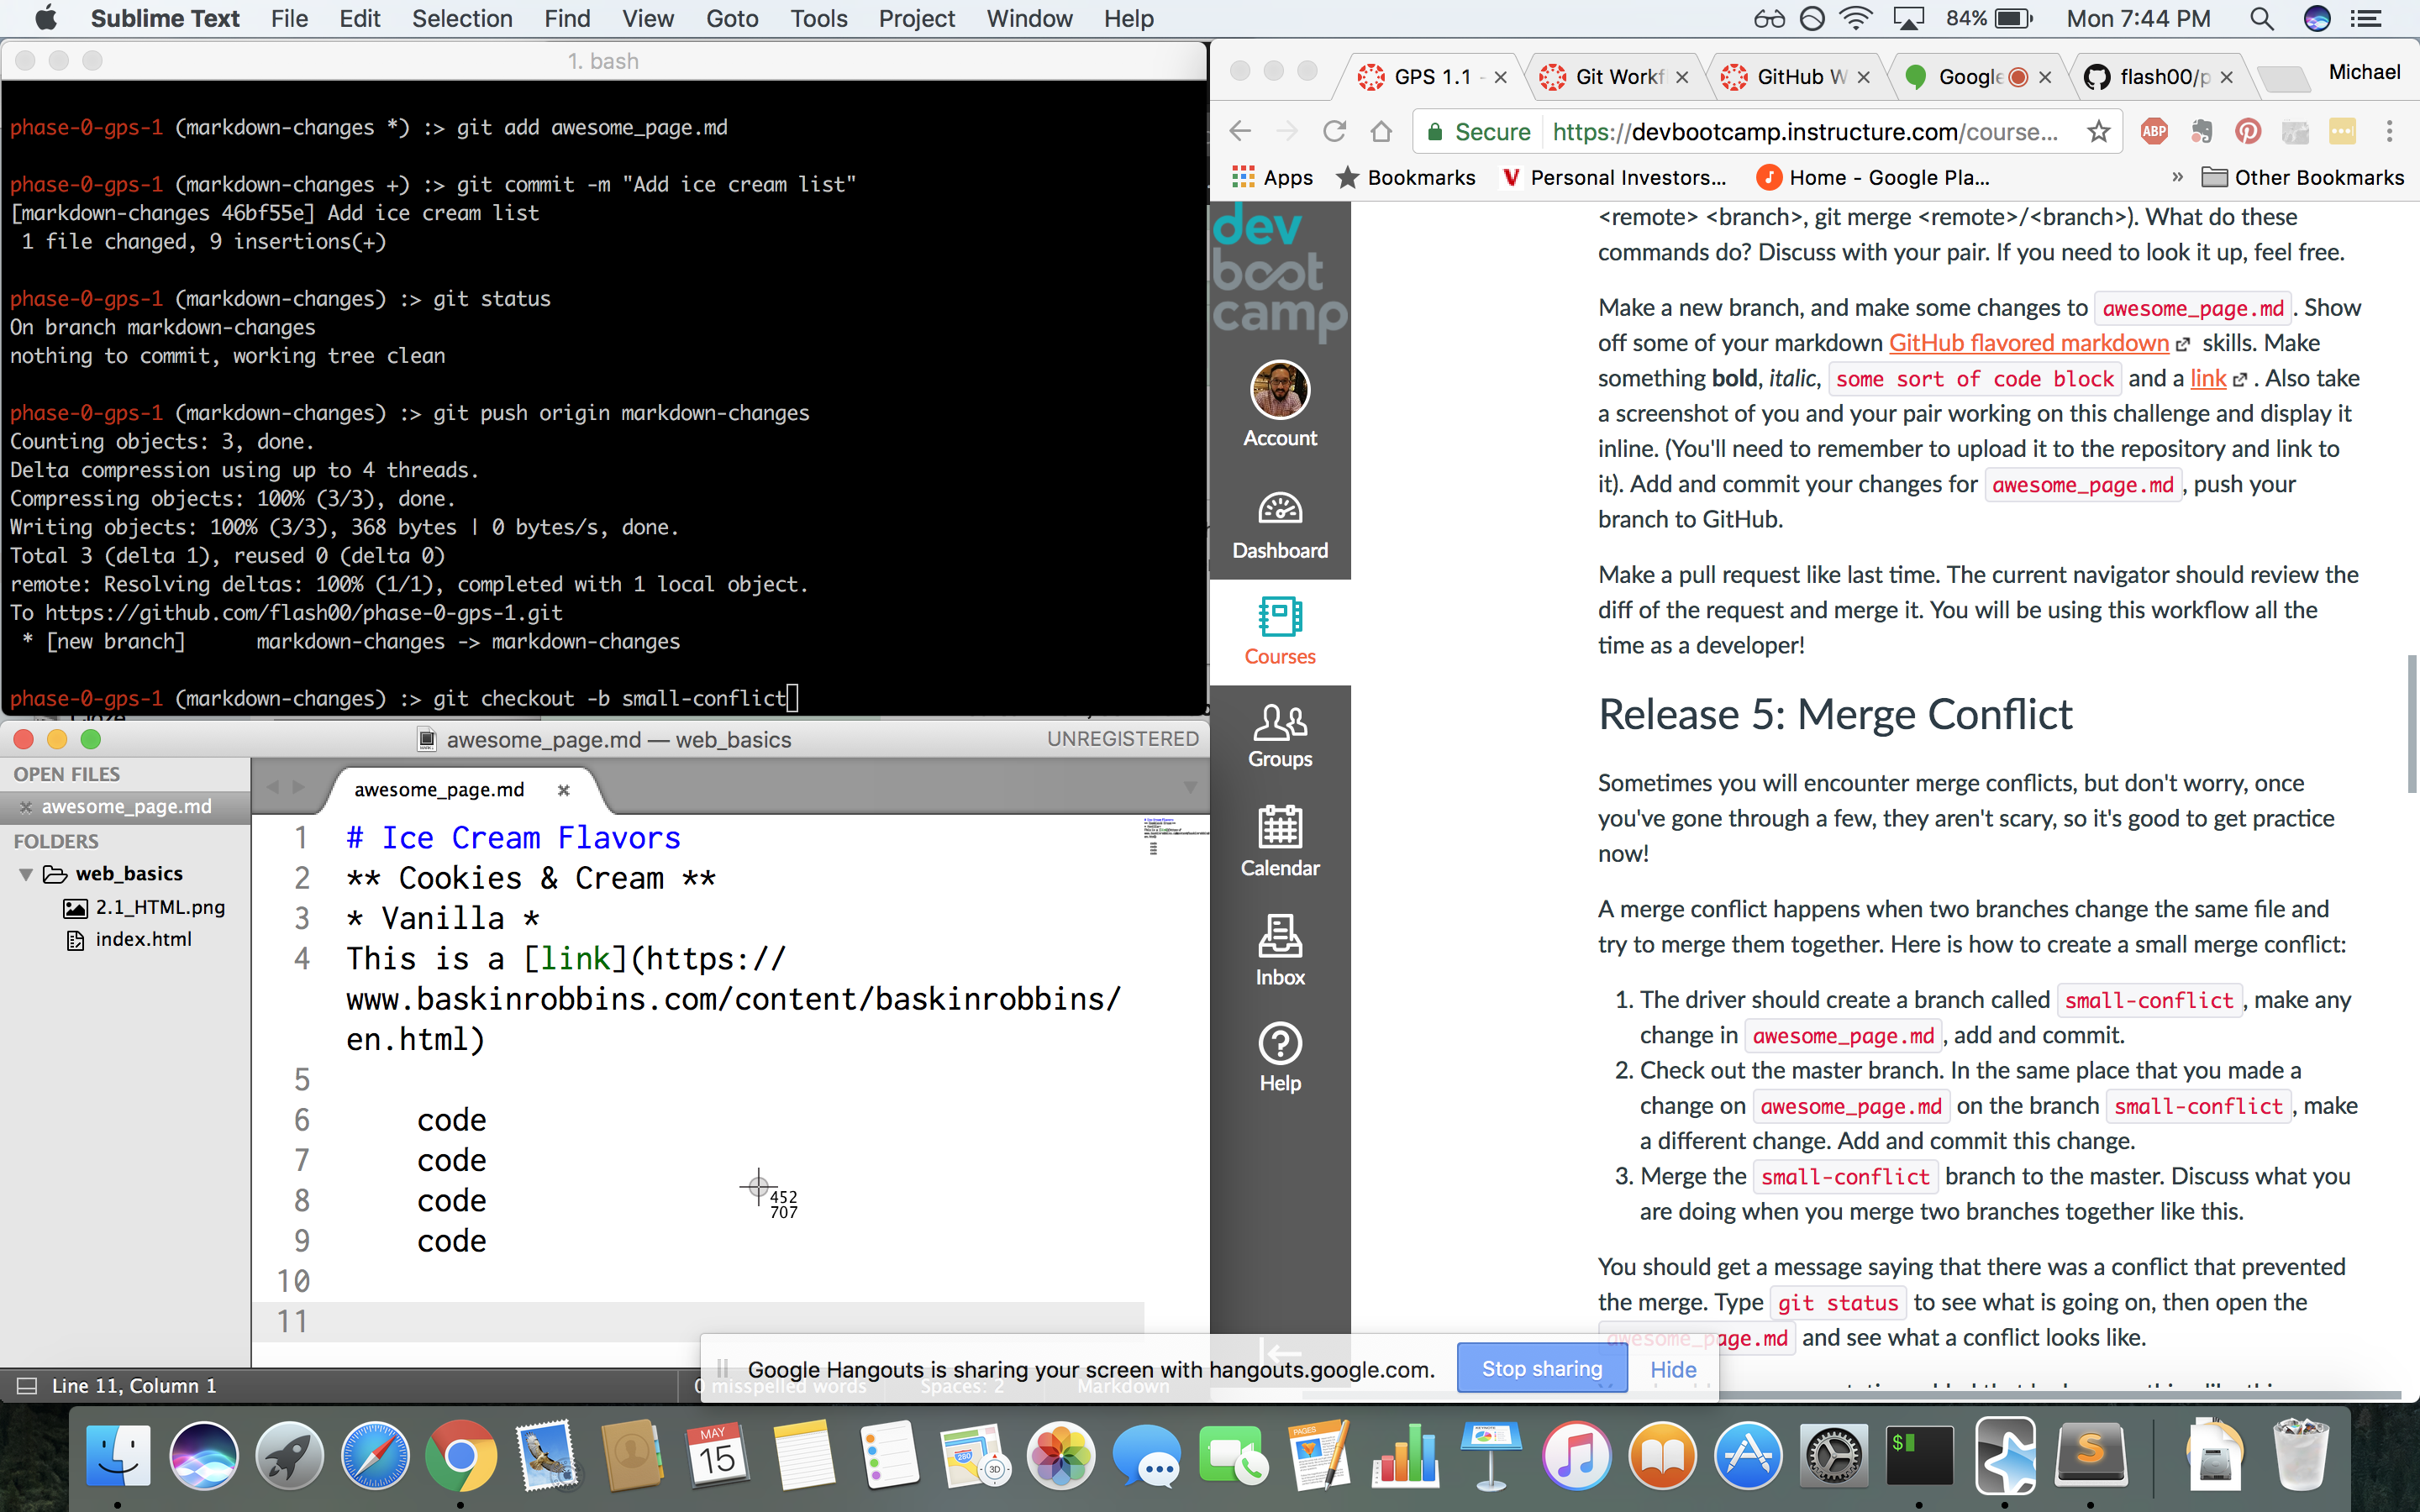 Sublime Text File Edit Selection Find View Goto Tools Project Window Help 84% Mon 7:44 PM
1. bash
phase-0-gps-1 (markdown-changes *) :> git add awesome_page.md
phase-0-gps-1 (markdown-changes +) :> git commit -m "Add ice cream list"
[markdown-changes 46bf55e] Add ice cream list
1 file changed, 9 insertions(+)
phase-0-gps-1 (markdown-changes) :> git status
On branch markdown-changes
nothing to commit, working tree clean
phase-0-gps-1 (markdown-changes) :> git push origin markdown-changes
Counting objects: 3, done.
Delta compression using up to 4 threads.
Compressing objects: 100% (3/3), done.
Writing objects: 100% (3/3), 368 bytes | 0 bytes/s, done.
Total 3 (delta 1), reused 0 (delta 0)
remote: Resolving deltas: 100% (1/1), completed with 1 local object.
To https://github.com/flash00/phase-0-gps-1.git
* [new branch] markdown-changes -> markdown-changes
phase-0-gps-1 (markdown-changes) :> git checkout -b small-conflict
awesome_page.md — web_basics UNREGISTERED
OPEN FILES
awesome_page.md
FOLDERS
web_basics
2.1_HTML.png
index.html
awesome_page.md
1 # Ice Cream Flavors
2 ** Cookies & Cream **
3 * Vanilla *
4 This is a [link](https://
www.baskinrobbins.com/content/baskinrobbins/
en.html)
5
6 code
7 code
8 code
9 code
10
11
452
707
Line 11, Column 1 0 misspelled words Spaces: 2 Markdown
GPS 1.1 - Git Workf GitHub W Google flash00/p Michael
Secure https://devbootcamp.instructure.com/course...
ABP
Apps Bookmarks Personal Investors... Home - Google Pla... » Other Bookmarks
dev
bootcamp
Account
Dashboard
Courses
Groups
Calendar
Inbox
Help
<remote> <branch>, git merge <remote>/<branch>). What do these
commands do? Discuss with your pair. If you need to look it up, feel free.
Make a new branch, and make some changes to awesome_page.md. Show
off some of your markdown GitHub flavored markdown skills. Make
something bold, italic, some sort of code block and a link. Also take
a screenshot of you and your pair working on this challenge and display it
inline. (You'll need to remember to upload it to the repository and link to
it). Add and commit your changes for awesome_page.md, push your
branch to GitHub.
Make a pull request like last time. The current navigator should review the
diff of the request and merge it. You will be using this workflow all the
time as a developer!
Release 5: Merge Conflict
Sometimes you will encounter merge conflicts, but don't worry, once
you've gone through a few, they aren't scary, so it's good to get practice
now!
A merge conflict happens when two branches change the same file and
try to merge them together. Here is how to create a small merge conflict:
1. The driver should create a branch called small-conflict, make any
change in awesome_page.md, add and commit.
2. Check out the master branch. In the same place that you made a
change on awesome_page.md on the branch small-conflict, make
a different change. Add and commit this change.
3. Merge the small-conflict branch to the master. Discuss what you
are doing when you merge two branches together like this.
You should get a message saying that there was a conflict that prevented
the merge. Type git status to see what is going on, then open the
awesome_page.md and see what a conflict looks like.
Google Hangouts is sharing your screen with hangouts.google.com. Stop sharing Hide
MAY
15
280
3D
PAGES
$
S